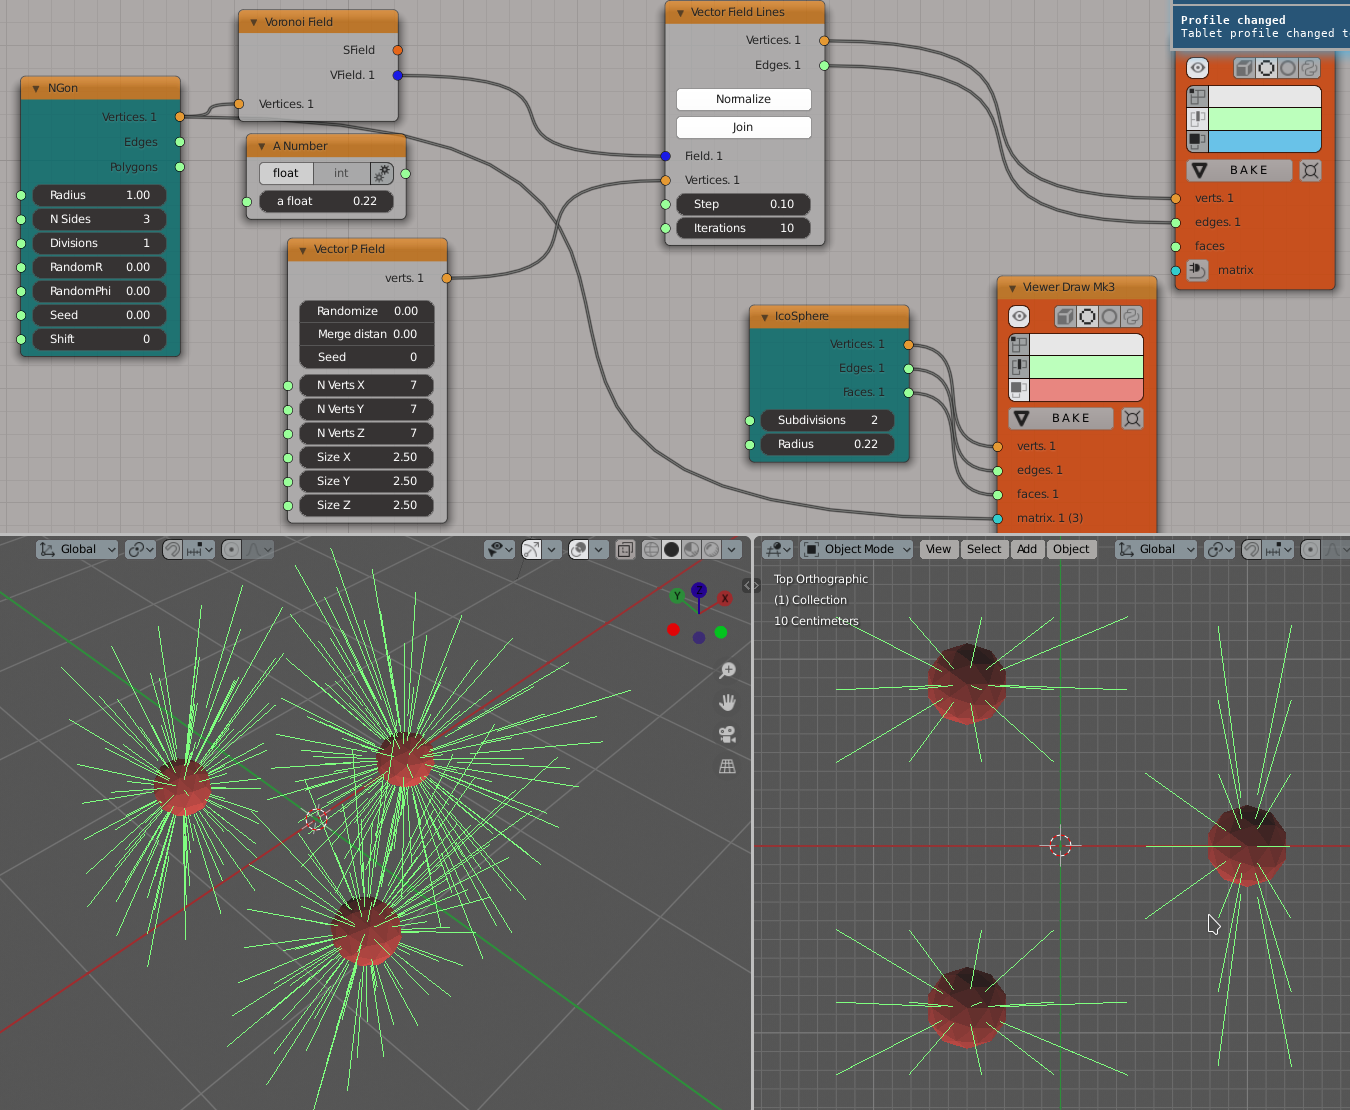 NGon
Vertices. 1
Edges
Polygons
Radius 1.00
N Sides 3
Divisions 1
RandomR 0.00
RandomPhi 0.00
Seed 0.00
Shift 0
Voronoi Field
SField
VField. 1
Vertices. 1
A Number
float int
a float 0.22
Vector P Field
verts. 1
Randomize 0.00
Merge distan 0.00
Seed 0
N Verts X 7
N Verts Y 7
N Verts Z 7
Size X 2.50
Size Y 2.50
Size Z 2.50
Vector Field Lines
Vertices. 1
Edges. 1
Normalize
Join
Field. 1
Vertices. 1
Step 0.10
Iterations 10
IcoSphere
Vertices. 1
Edges. 1
Faces. 1
Subdivisions 2
Radius 0.22
Viewer Draw Mk3
BAKE
verts. 1
edges. 1
faces. 1
matrix. 1 (3)
Profile changed
Tablet profile changed t
BAKE
verts. 1
edges. 1
faces
matrix
Global
Y
Z
X
Object Mode View Select Add Object Global
Top Orthographic
(1) Collection
10 Centimeters